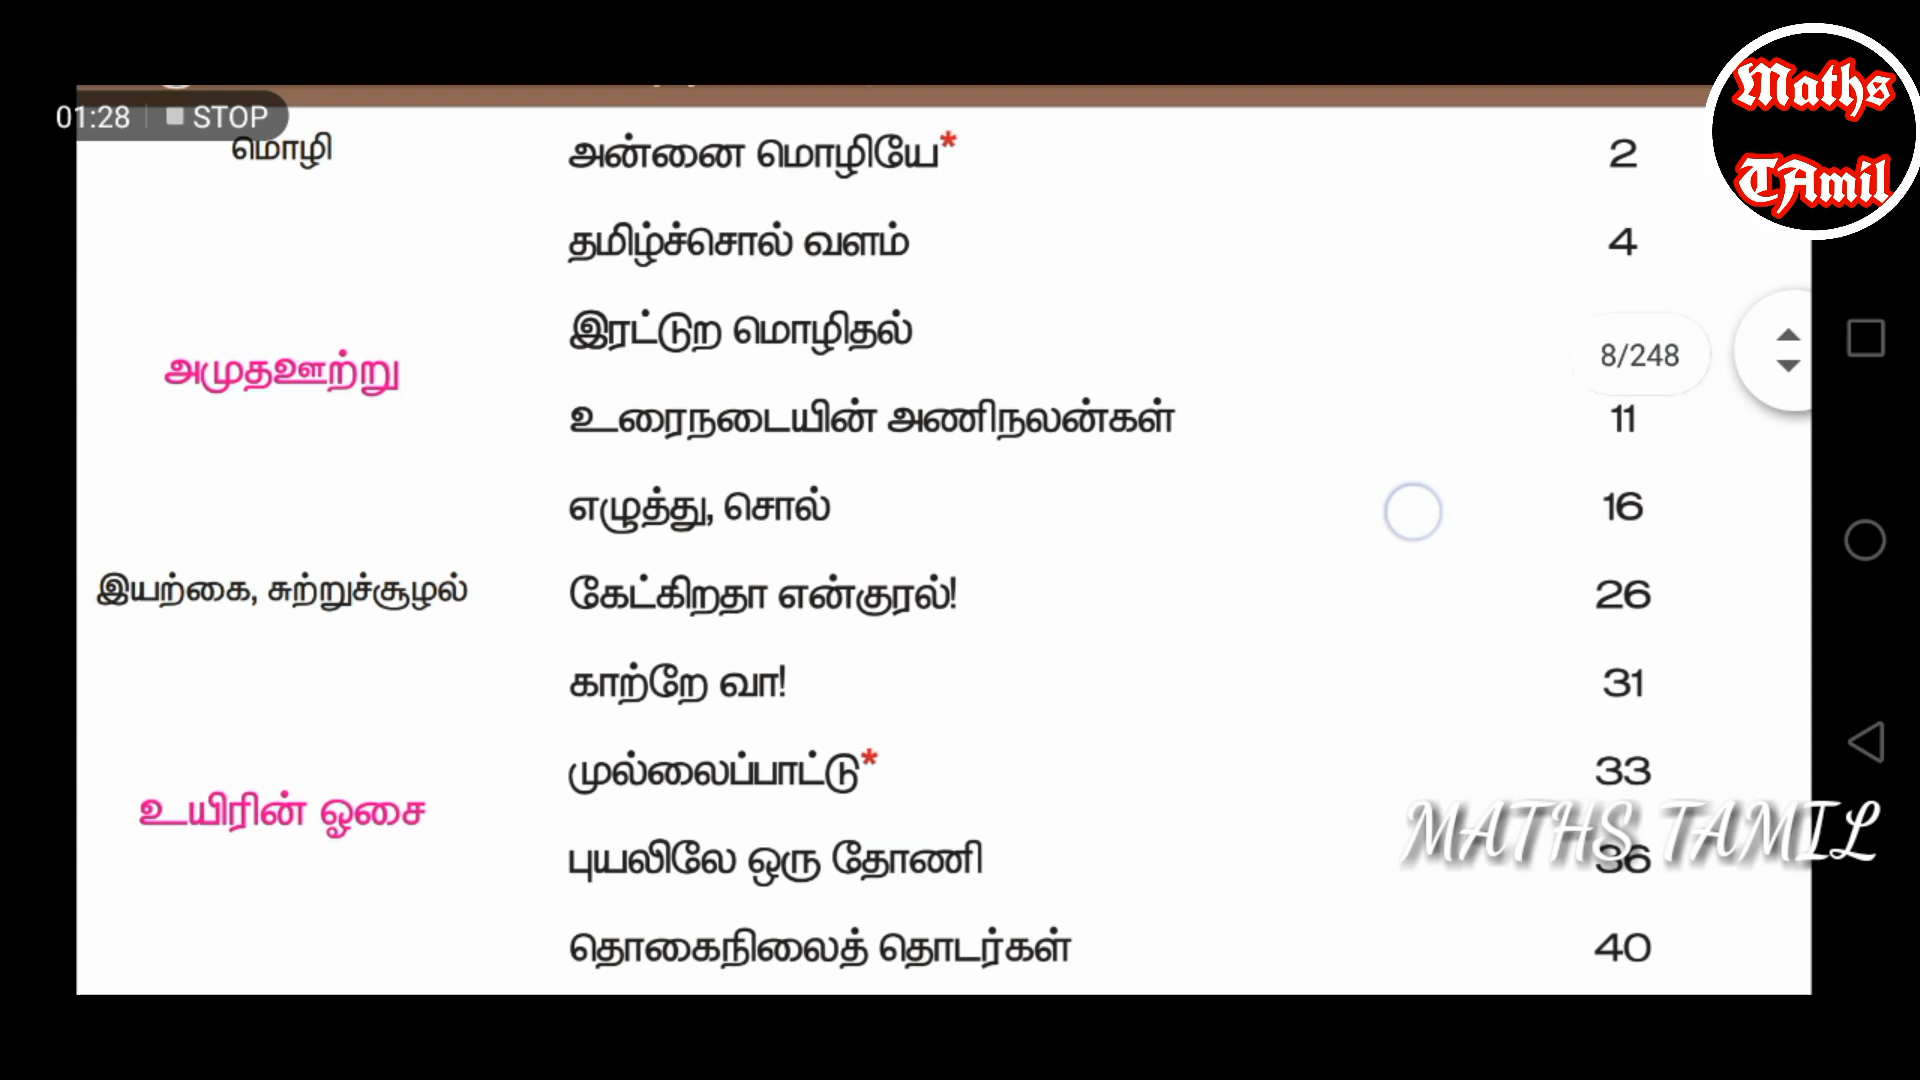 Maths
TAmil
01:28 STOP
மொழி
அன்னை மொழியே* 2
தமிழ்ச்சொல் வளம் 4
அமுதஊற்று
இரட்டுற மொழிதல்
8/248
உரைநடையின் அணிநலன்கள் 11
எழுத்து, சொல் 16
இயற்கை, சுற்றுச்சூழல்
கேட்கிறதா என்குரல்! 26
காற்றே வா! 31
முல்லைப்பாட்டு* 33
உயிரின் ஓசை
MATHS TAMIL
புயலிலே ஒரு தோணி 36
தொகைநிலைத் தொடர்கள் 40